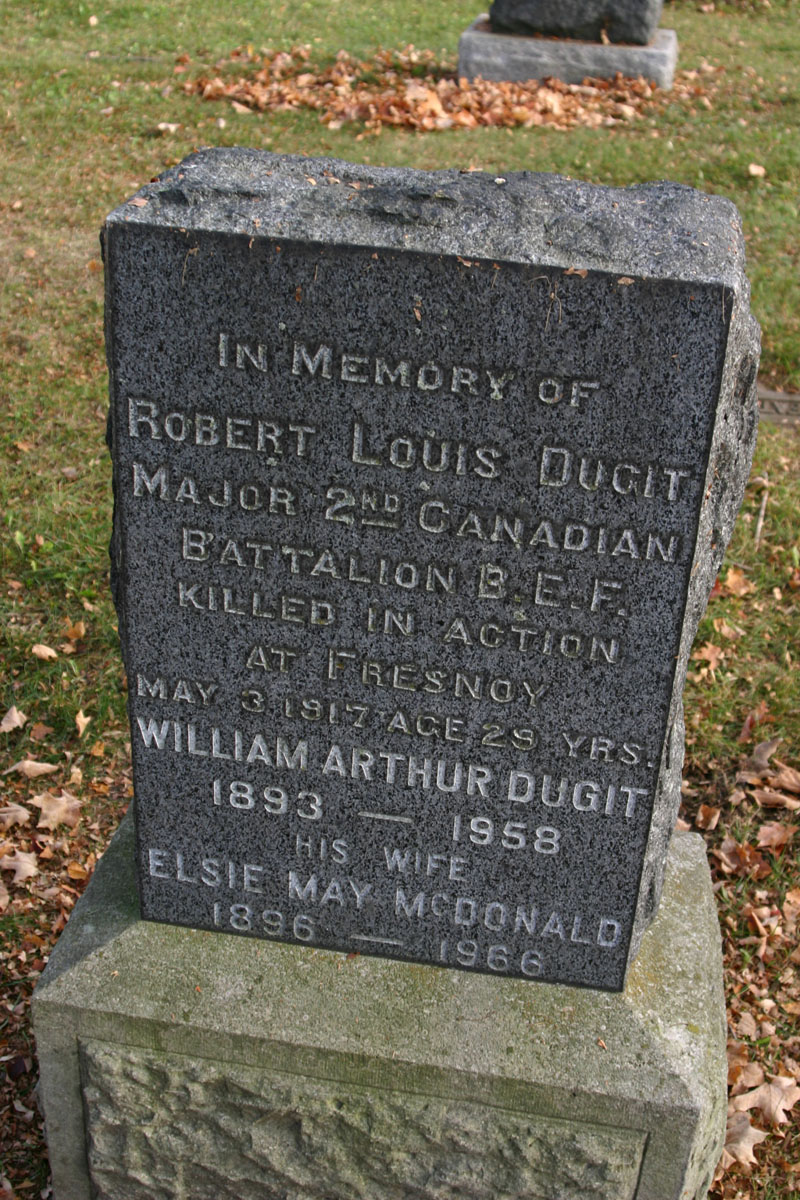 IN MEMORY OF
ROBERT LOUIS DUGIT
MAJOR 2ND CANADIAN
BATTALION B.E.F.
KILLED IN ACTION
AT FRESNOY
MAY 3 1917 AGE 29 YRS.
WILLIAM ARTHUR DUGIT
1893 — 1958
HIS WIFE
ELSIE MAY MCDONALD
1896 — 1966